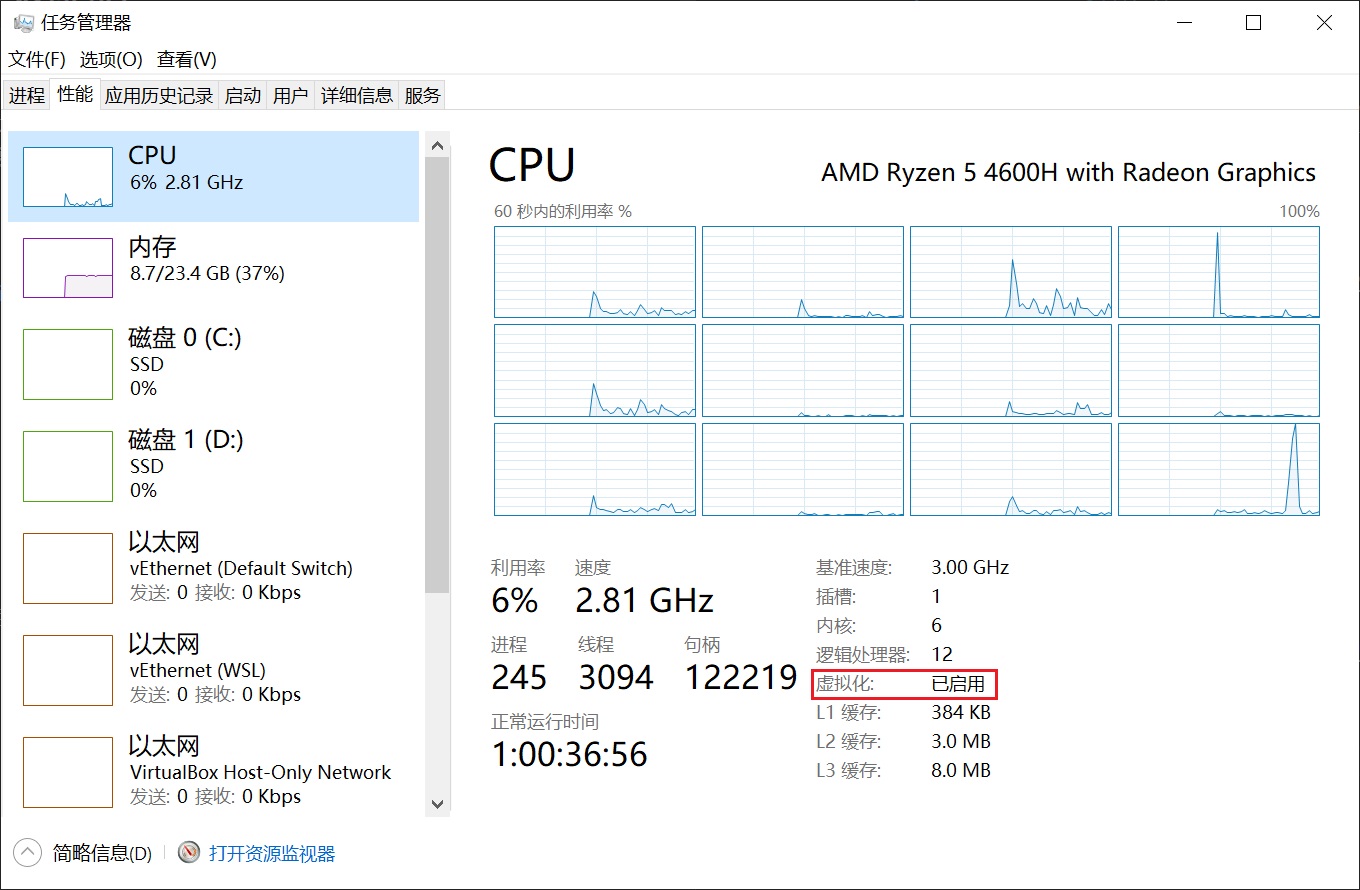 任务管理器
文件(F) 选项(O) 查看(V)
进程 性能 应用历史记录 启动 用户 详细信息 服务
CPU
6% 2.81 GHz
内存
8.7/23.4 GB (37%)
磁盘 0 (C:)
SSD
0%
磁盘 1 (D:)
SSD
0%
以太网
vEthernet (Default Switch)
发送: 0 接收: 0 Kbps
以太网
vEthernet (WSL)
发送: 0 接收: 0 Kbps
以太网
VirtualBox Host-Only Network
发送: 0 接收: 0 Kbps
CPU
AMD Ryzen 5 4600H with Radeon Graphics
60 秒内的利用率 %
100%
利用率 速度
6% 2.81 GHz
进程 线程 句柄
245 3094 122219
正常运行时间
1:00:36:56
基准速度: 3.00 GHz
插槽: 1
内核: 6
逻辑处理器: 12
虚拟化: 已启用
L1 缓存: 384 KB
L2 缓存: 3.0 MB
L3 缓存: 8.0 MB
简略信息(D)
打开资源监视器